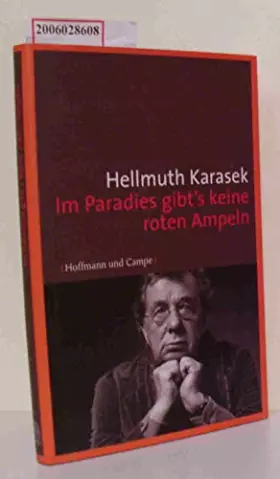 2006028608
Hellmuth Karasek
Im Paradies gibt's keine
roten Ampeln
| Hoffmann und Campe |